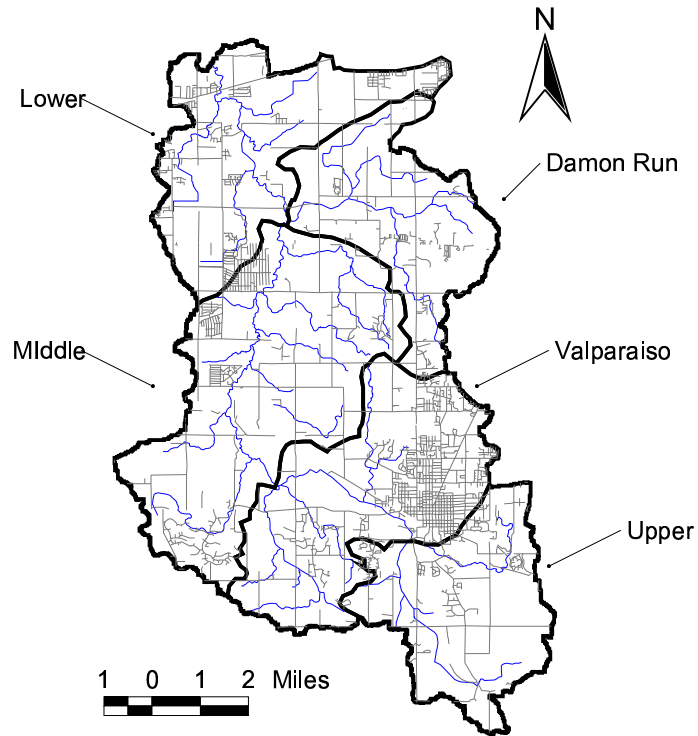 N
Lower
Damon Run
MIddle
Valparaiso
Upper
1 0 1 2 Miles